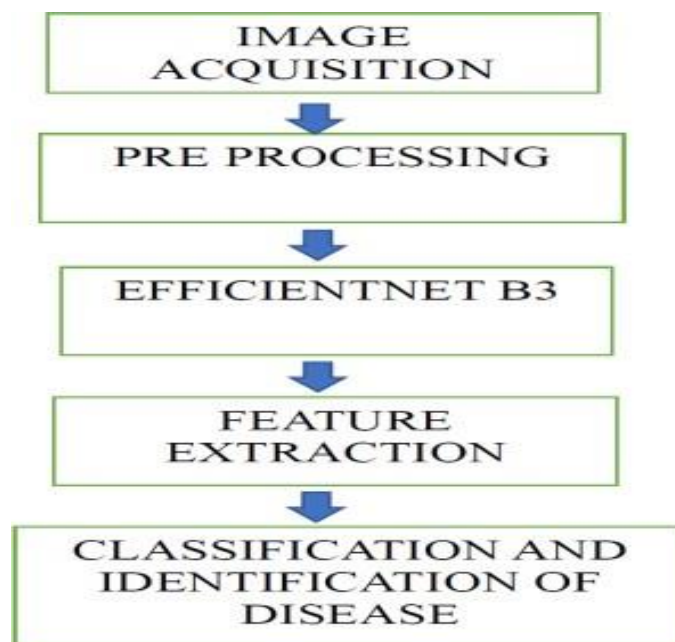 IMAGE
ACQUISITION
PRE PROCESSING
EFFICIENTNET B3
FEATURE
EXTRACTION
CLASSIFICATION AND
IDENTIFICATION OF
DISEASE